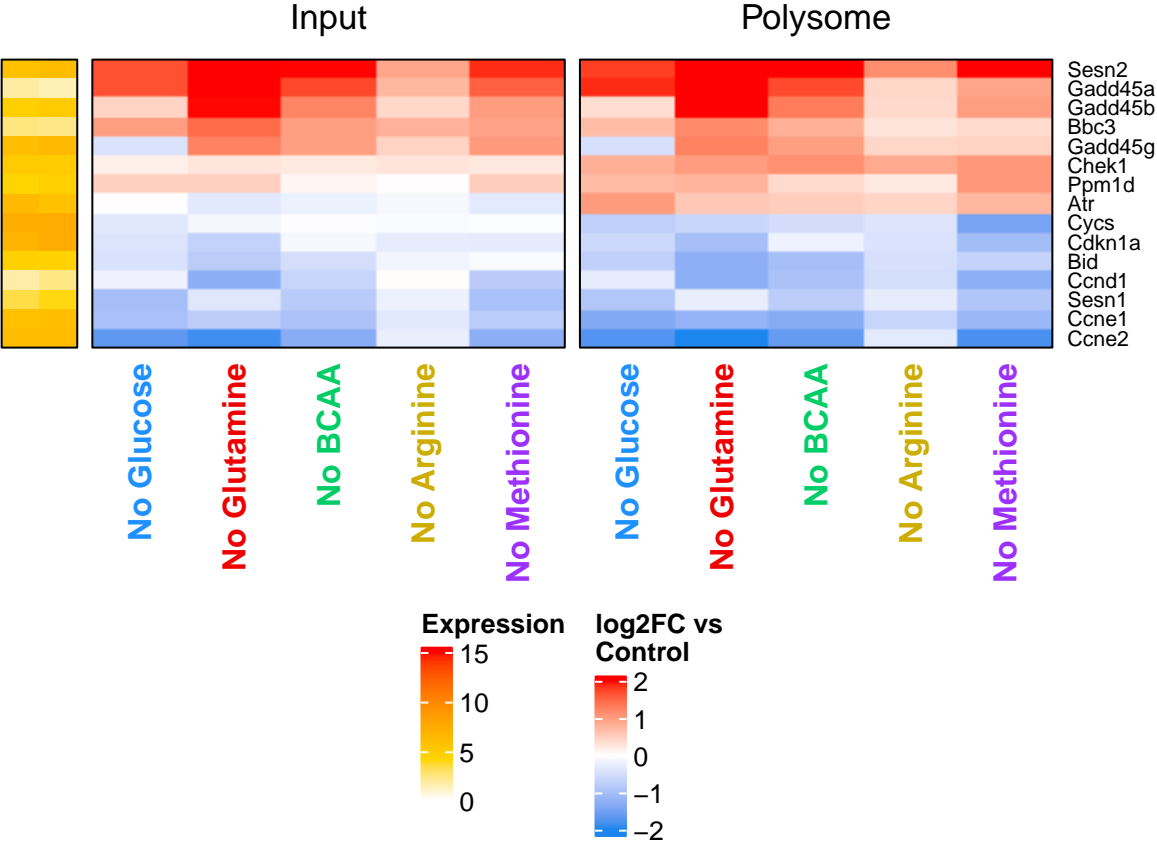 Input Polysome
Sesn2
Gadd45a
Gadd45b
Bbc3
Gadd45g
Chek1
Ppm1d
Atr
Cycs
Cdkn1a
Bid
Ccnd1
Sesn1
Ccne1
Ccne2
No Glucose
No Glutamine
No BCAA
No Arginine
No Methionine
No Glucose
No Glutamine
No BCAA
No Arginine
No Methionine
Expression
15
10
5
0
log2FC vs
Control
2
1
0
−1
−2